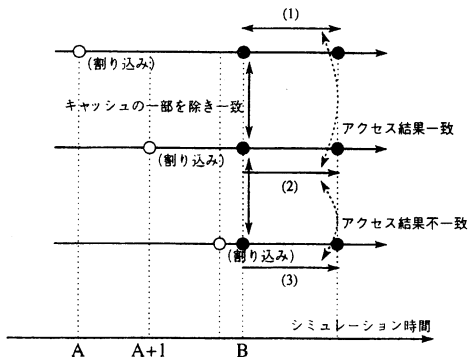 (1)
(割り込み)
キャッシュの一部を除き一致
アクセス結果一致
(割り込み)
(2)
アクセス結果不一致
(割り込み)
(3)
シミュレーション時間
A
A+1
B